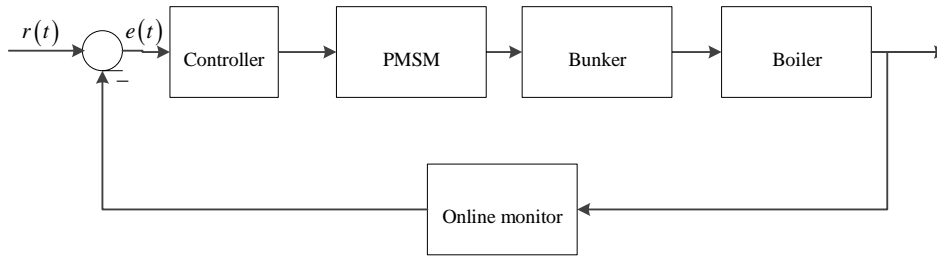 r(t)
e(t)
Controller
PMSM
Bunker
Boiler
−
Online monitor